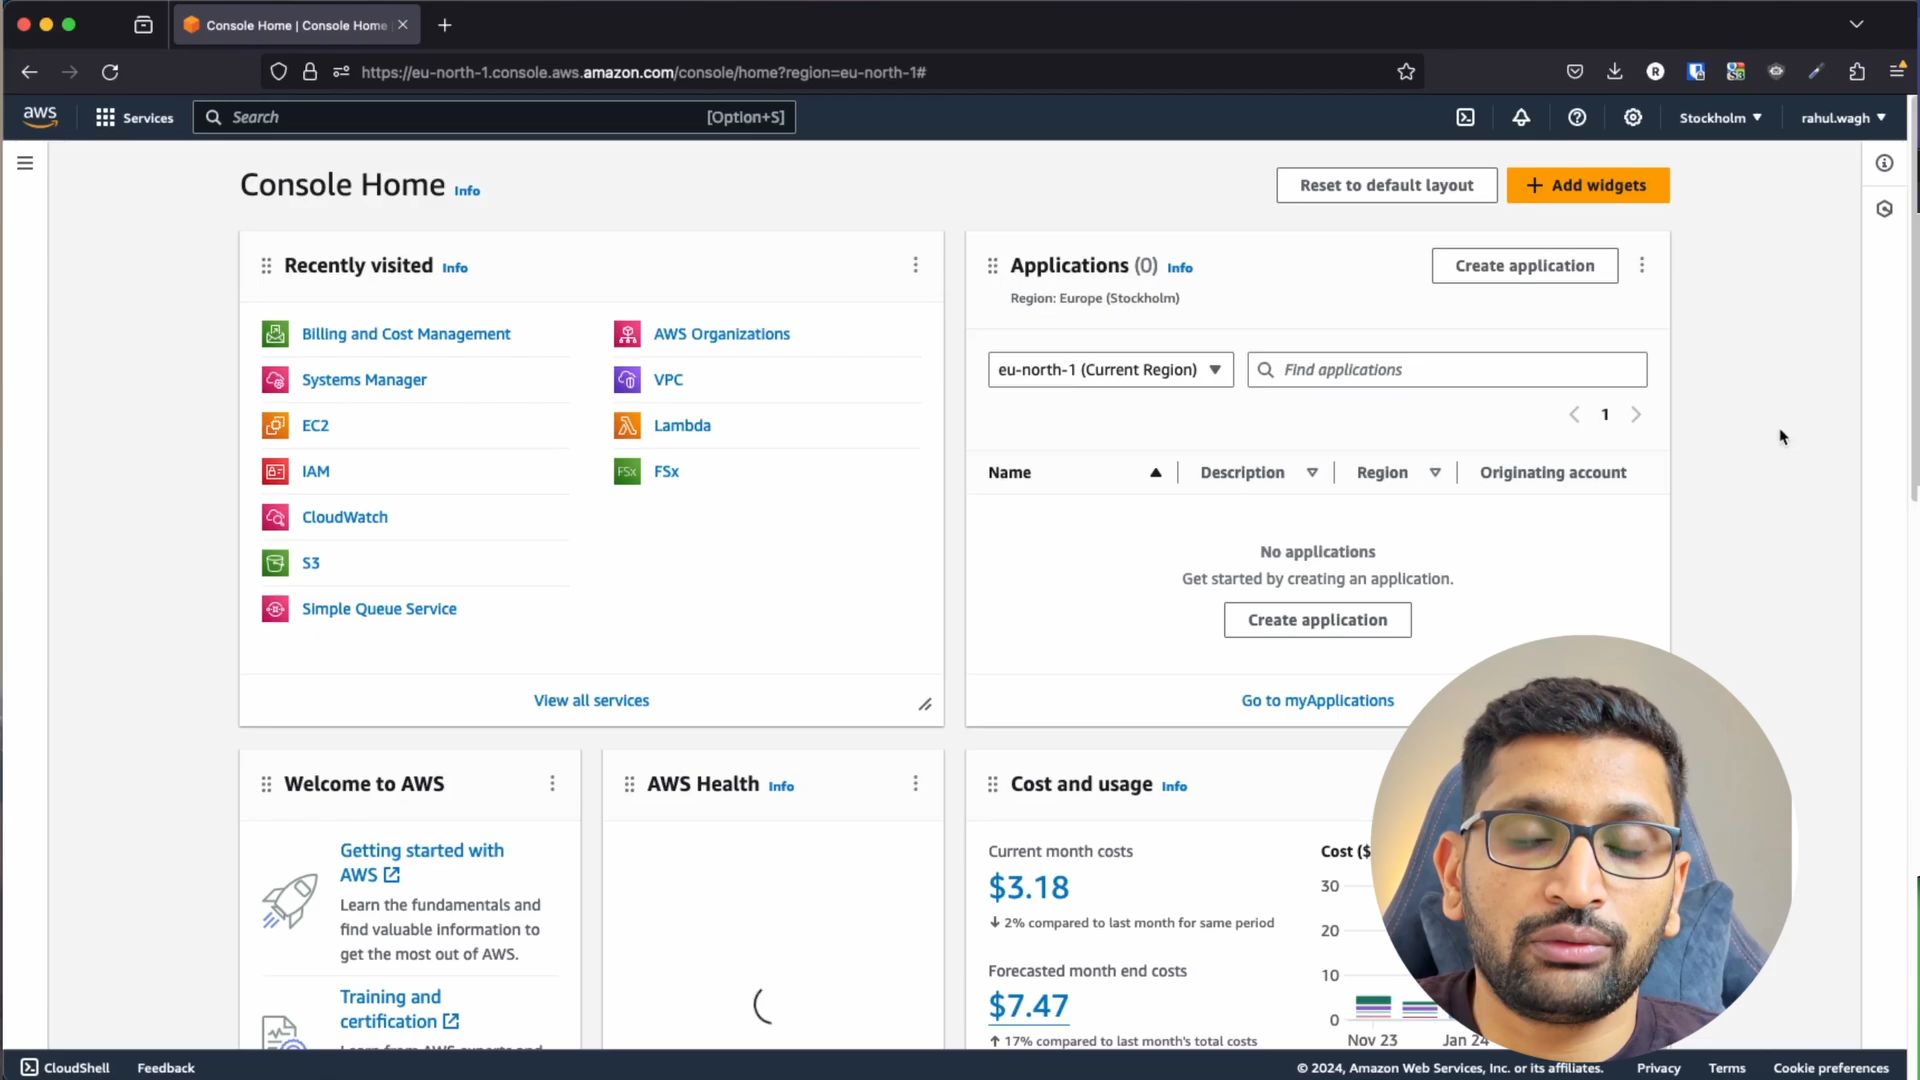 Console Home | Console Home
https://eu-north-1.console.aws.amazon.com/console/home?region=eu-north-1#
R
aws
Services
Search
[Option+S]
Stockholm
rahul.wagh
Console Home Info
Reset to default layout
Add widgets
Recently visited Info
Billing and Cost Management
Systems Manager
EC2
IAM
CloudWatch
S3
Simple Queue Service
AWS Organizations
VPC
Lambda
FSx
FSx
View all services
Applications (0) Info
Region: Europe (Stockholm)
Create application
eu-north-1 (Current Region)
Find applications
1
Name
Description
Region
Originating account
No applications
Get started by creating an application.
Create application
Go to myApplications
Welcome to AWS
Getting started with
AWS
Learn the fundamentals and
find valuable information to
get the most out of AWS.
Training and
certification
AWS Health Info
Cost and usage Info
Current month costs
$3.18
2% compared to last month for same period
Forecasted month end costs
$7.47
17% compared to last month's total costs
Cost ($
30
20
10
0
Nov 23
Jan 24
CloudShell
Feedback
© 2024, Amazon Web Services, Inc. or its affiliates.
Privacy
Terms
Cookie preferences